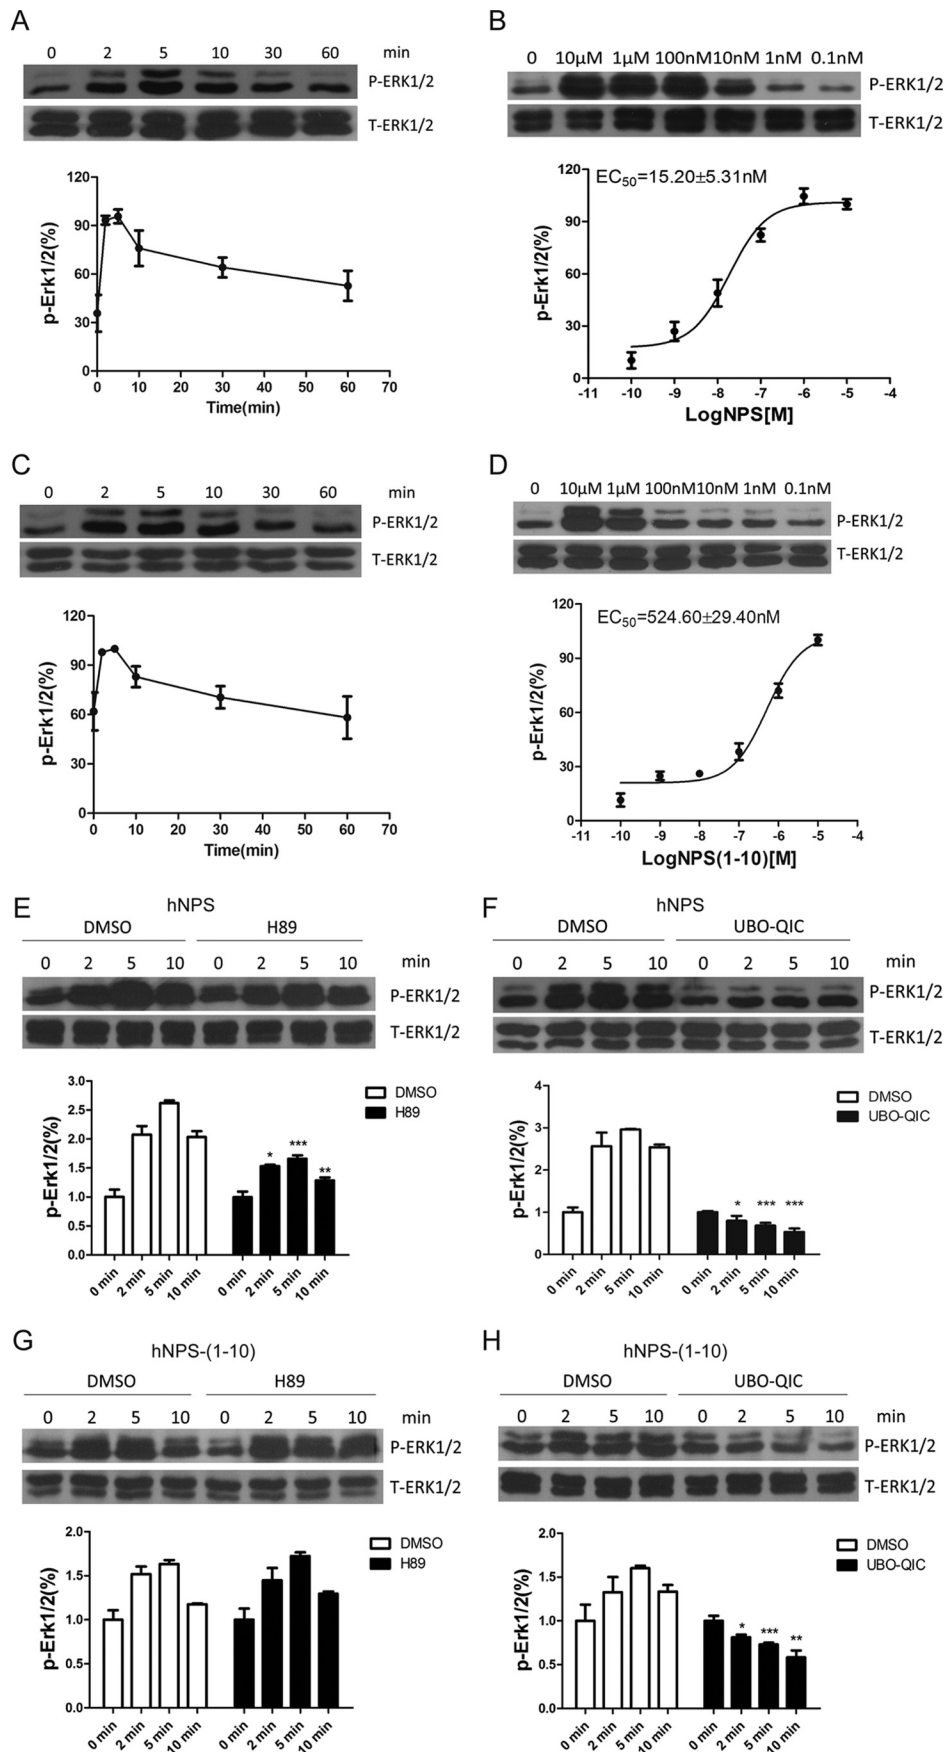 A
0 2 5 10 30 60 min
P-ERK1/2
T-ERK1/2
120
90
60
30
0
p-Erk1/2(%)
0 10 20 30 40 50 60 70
Time(min)
B
0 10μM 1μM 100nM 10nM 1nM 0.1nM
P-ERK1/2
T-ERK1/2
EC50=15.20±5.31nM
120
90
60
30
0
p-Erk1/2(%)
-11 -10 -9 -8 -7 -6 -5 -4
LogNPS[M]
C
0 2 5 10 30 60 min
P-ERK1/2
T-ERK1/2
120
90
60
30
0
p-Erk1/2(%)
0 10 20 30 40 50 60 70
Time(min)
D
0 10μM 1μM 100nM 10nM 1nM 0.1nM
P-ERK1/2
T-ERK1/2
EC50=524.60±29.40nM
120
90
60
30
0
p-Erk1/2(%)
-11 -10 -9 -8 -7 -6 -5 -4
LogNPS(1-10)[M]
E
hNPS
DMSO H89
0 2 5 10 0 2 5 10 min
P-ERK1/2
T-ERK1/2
3.0
2.5
2.0
1.5
1.0
0.5
0.0
p-Erk1/2(%)
DMSO
H89
* *** **
0 min 2 min 5 min 10 min 0 min 2 min 5 min 10 min
F
hNPS
DMSO UBO-QIC
0 2 5 10 0 2 5 10 min
P-ERK1/2
T-ERK1/2
4
3
2
1
0
p-Erk1/2(%)
DMSO
UBO-QIC
* *** ***
0 min 2 min 5 min 10 min 0 min 2 min 5 min 10 min
G
hNPS-(1-10)
DMSO H89
0 2 5 10 0 2 5 10 min
P-ERK1/2
T-ERK1/2
2.0
1.5
1.0
0.5
0.0
p-Erk1/2(%)
DMSO
H89
0 min 2 min 5 min 10 min 0 min 2 min 5 min 10 min
H
hNPS-(1-10)
DMSO UBO-QIC
0 2 5 10 0 2 5 10 min
P-ERK1/2
T-ERK1/2
2.0
1.5
1.0
0.5
0.0
p-Erk1/2(%)
DMSO
UBO-QIC
* *** **
0 min 2 min 5 min 10 min 0 min 2 min 5 min 10 min